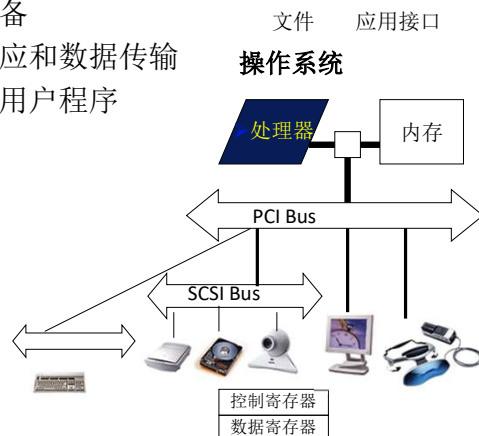 备
应和数据传输
用户程序
文件 应用接口
操作系统
处理器
内存
PCI Bus
SCSI Bus
控制寄存器
数据寄存器